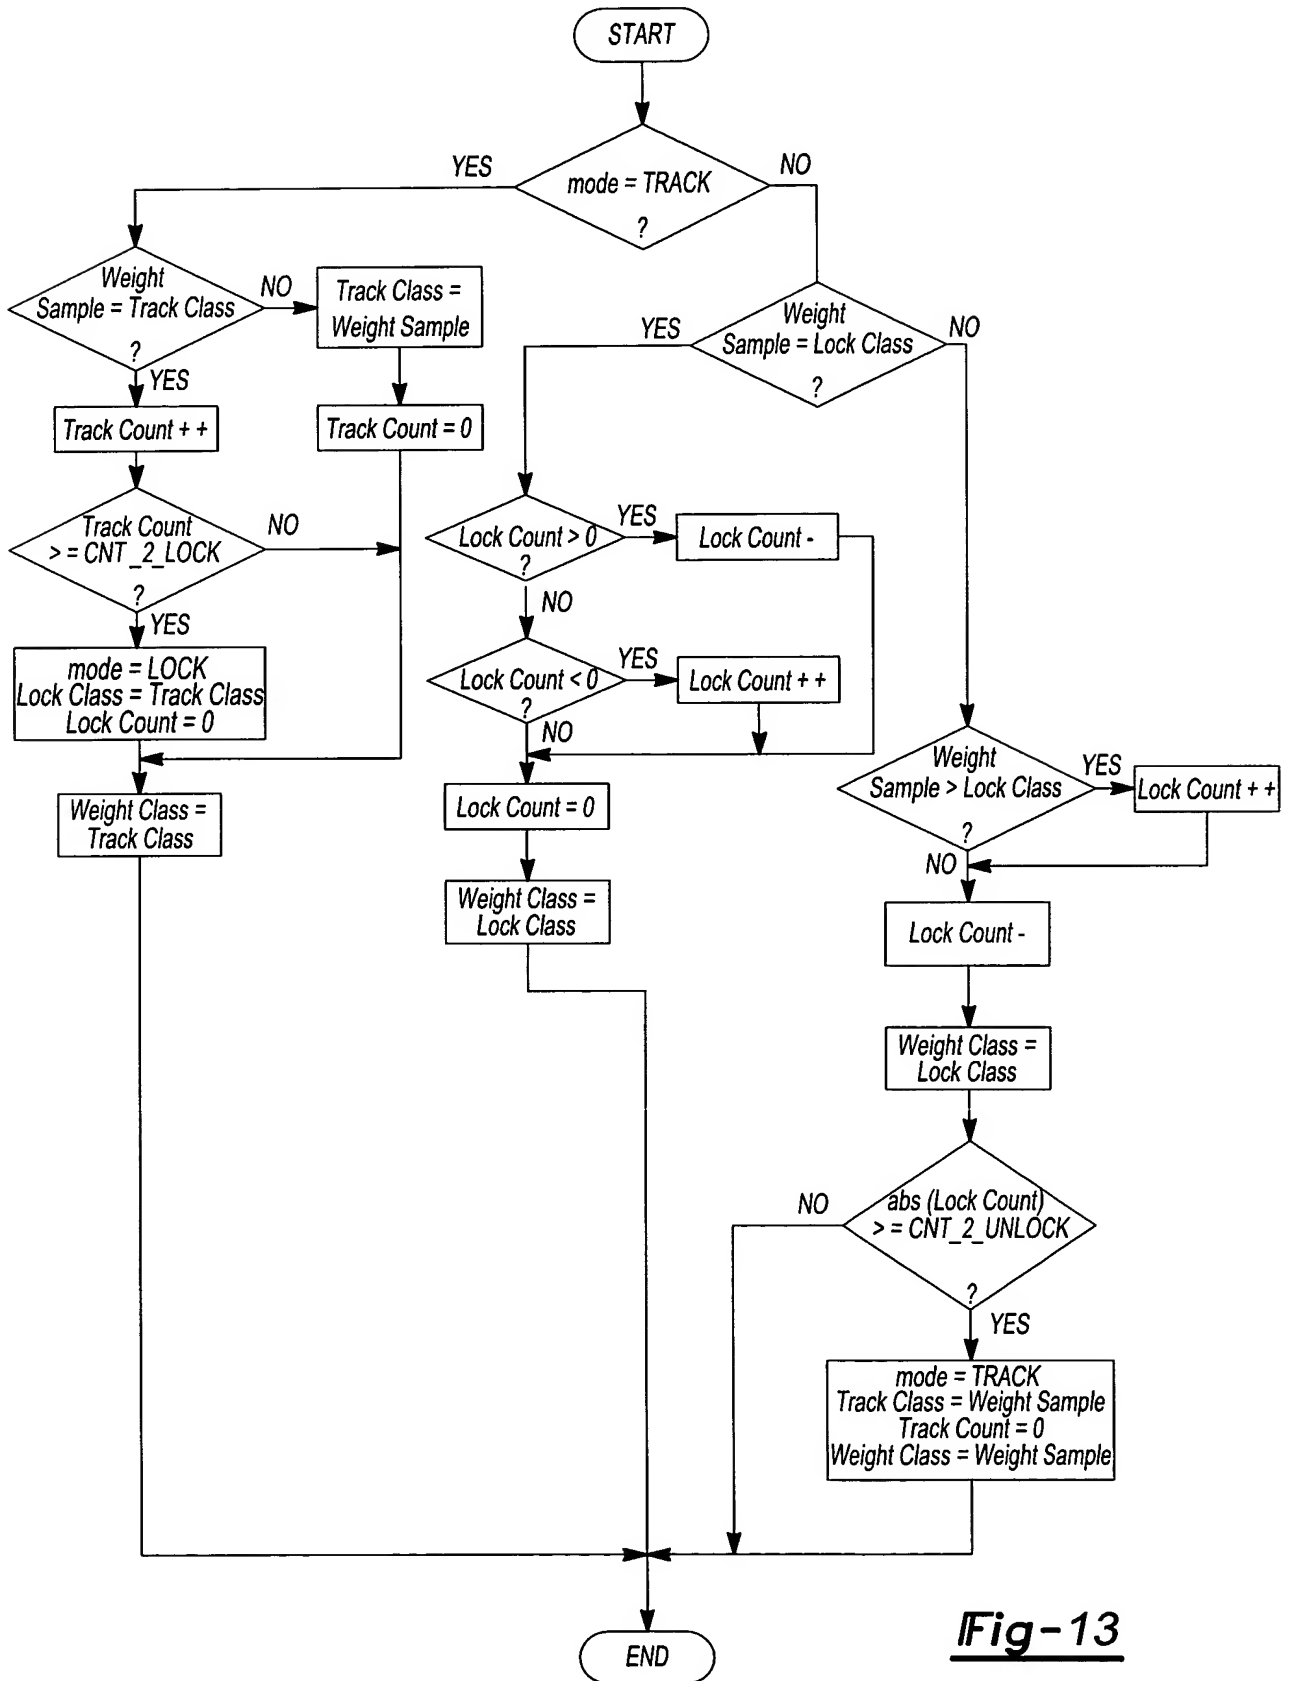 START
YES
NO
mode = TRACK
?
Weight
Sample = Track Class
?
NO
Track Class =
Weight Sample
YES
Weight
Sample = Lock Class
?
NO
YES
Track Count + +
Track Count = 0
Track Count
> = CNT_2_LOCK
?
NO
Lock Count > 0
?
YES
Lock Count -
NO
YES
mode = LOCK
Lock Class = Track Class
Lock Count = 0
Lock Count < 0
?
YES
Lock Count + +
NO
Weight
Sample > Lock Class
?
YES
Lock Count + +
Weight Class =
Track Class
Lock Count = 0
NO
Weight Class =
Lock Class
Lock Count -
Weight Class =
Lock Class
NO
abs (Lock Count)
> = CNT_2_UNLOCK
?
YES
mode = TRACK
Track Class = Weight Sample
Track Count = 0
Weight Class = Weight Sample
END
Fig-13